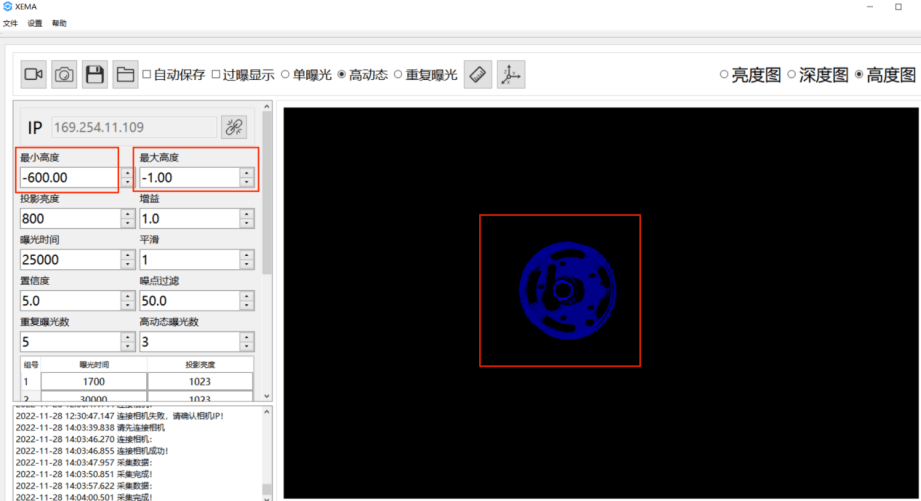 XEMA
文件 设置 帮助
自动保存 过曝显示 单曝光 高动态 重复曝光 亮度图 深度图 高度图
IP 169.254.11.109
最小高度 最大高度
-600.00 -1.00
投影亮度 增益
800 1.0
曝光时间 平滑
25000 1
置信度 噪点过滤
5.0 50.0
重复曝光数 高动态曝光数
5 3
组号 曝光时间 投影亮度
1 1700 1023
2 30000 1023
2022-11-28 12:30:47.147 连接相机失败，请确认相机IP!
2022-11-28 14:03:39.838 请先连接相机
2022-11-28 14:03:46.270 连接相机:
2022-11-28 14:03:46.855 连接相机成功!
2022-11-28 14:03:47.957 采集数据:
2022-11-28 14:03:50.851 采集完成!
2022-11-28 14:03:57.622 采集数据:
2022-11-28 14:04:00.501 采集完成!